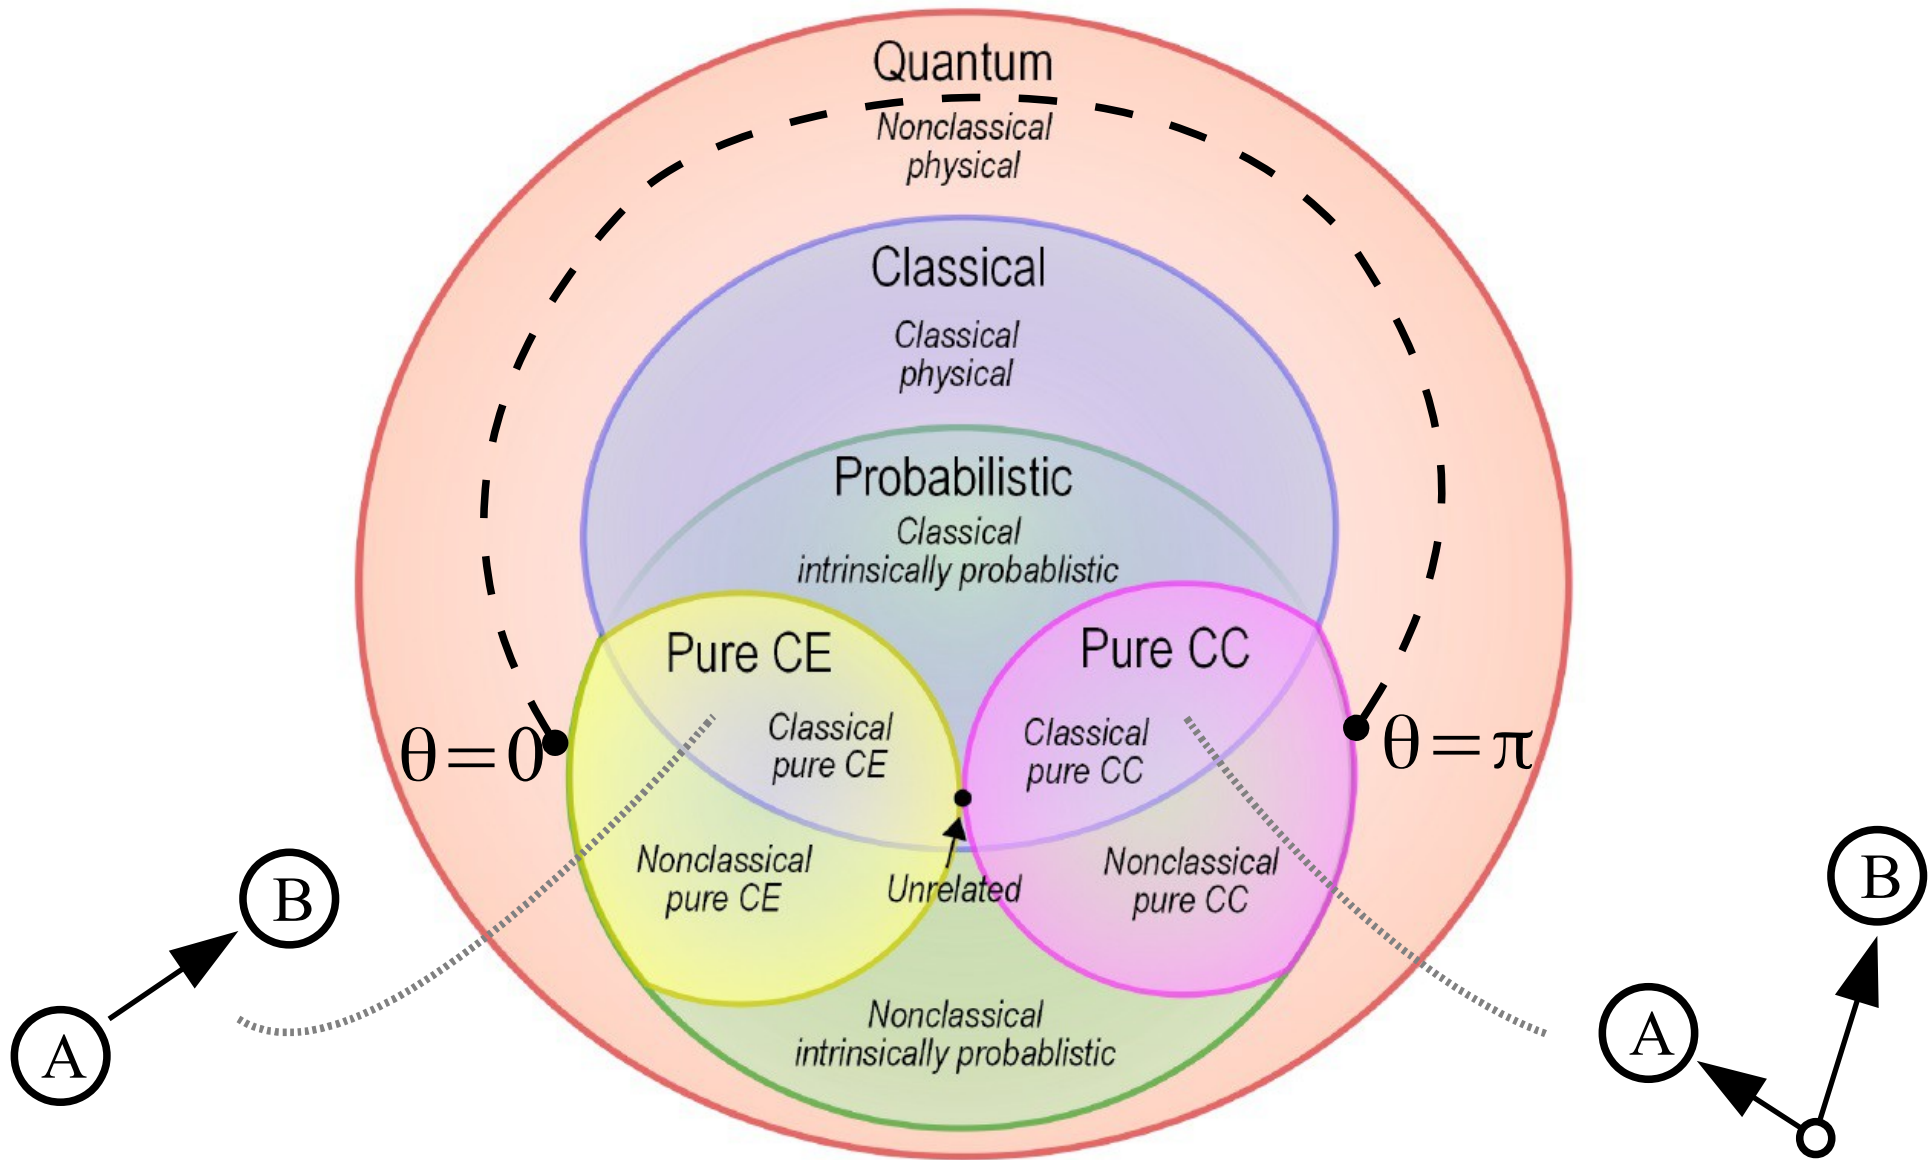 Quantum
Nonclassical
physical
Classical
Classical
physical
Probabilistic
Classical
intrinsically probablistic
Pure CE
Classical
pure CE
Nonclassical
pure CE
Pure CC
Classical
pure CC
Nonclassical
pure CC
Unrelated
Nonclassical
intrinsically probablistic
θ=0
θ=π
A
B
A
B